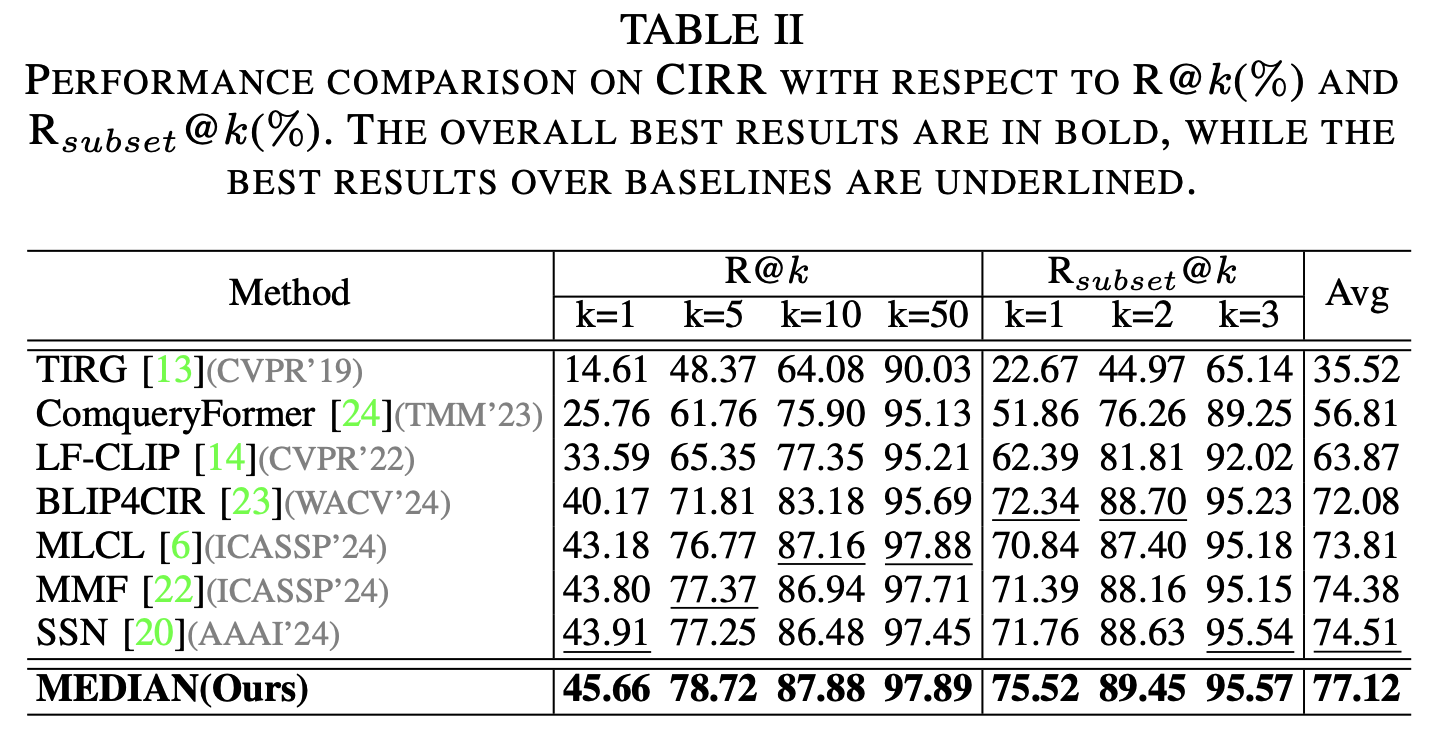 TABLE II
PERFORMANCE COMPARISON ON CIRR WITH RESPECT TO R@k(%) AND
Rsubset@k(%). THE OVERALL BEST RESULTS ARE IN BOLD, WHILE THE
BEST RESULTS OVER BASELINES ARE UNDERLINED.
Method R@k Rsubset@k Avg
k=1 k=5 k=10 k=50 k=1 k=2 k=3
TIRG [13](CVPR'19) 14.61 48.37 64.08 90.03 22.67 44.97 65.14 35.52
ComqueryFormer [24](TMM'23) 25.76 61.76 75.90 95.13 51.86 76.26 89.25 56.81
LF-CLIP [14](CVPR'22) 33.59 65.35 77.35 95.21 62.39 81.81 92.02 63.87
BLIP4CIR [23](WACV'24) 40.17 71.81 83.18 95.69 72.34 88.70 95.23 72.08
MLCL [6](ICASSP'24) 43.18 76.77 87.16 97.88 70.84 87.40 95.18 73.81
MMF [22](ICASSP'24) 43.80 77.37 86.94 97.71 71.39 88.16 95.15 74.38
SSN [20](AAAI'24) 43.91 77.25 86.48 97.45 71.76 88.63 95.54 74.51
MEDIAN(Ours) 45.66 78.72 87.88 97.89 75.52 89.45 95.57 77.12